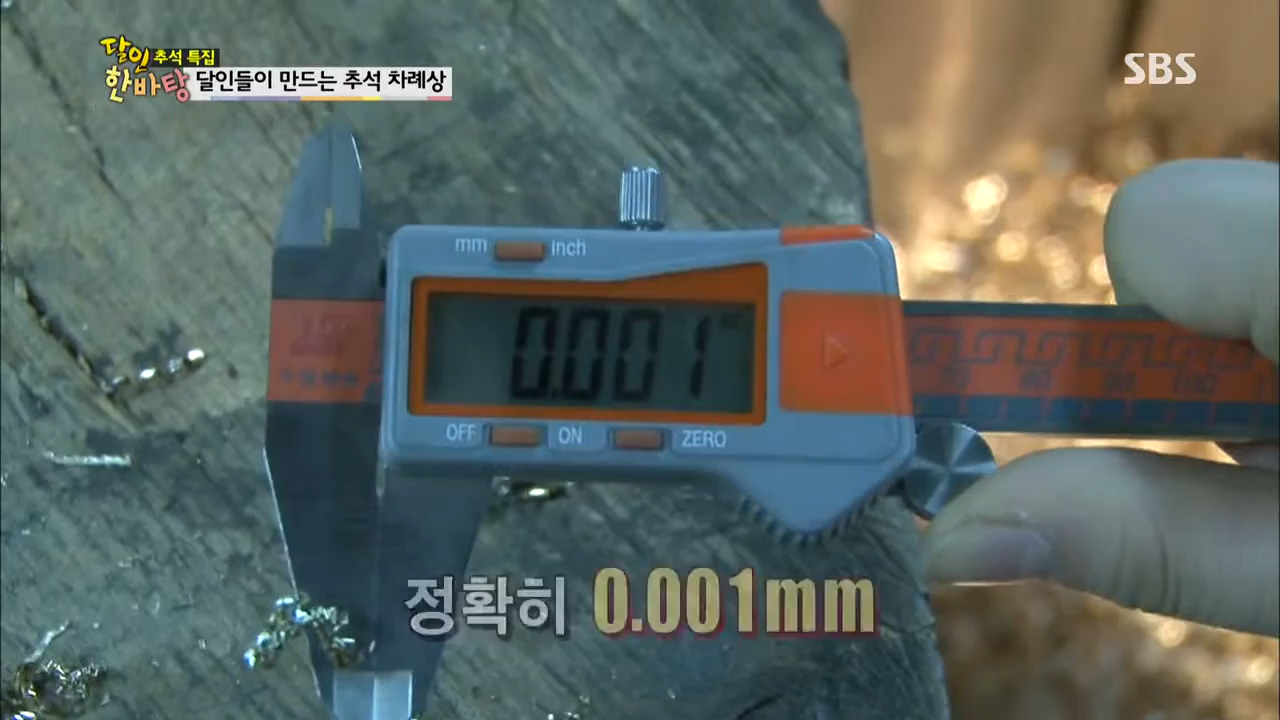 달인 추석 특집
한바탕 달인들이 만드는 추석 차례상
SBS
mm inch
0.001
OFF ON ZERO
정확히 0.001mm